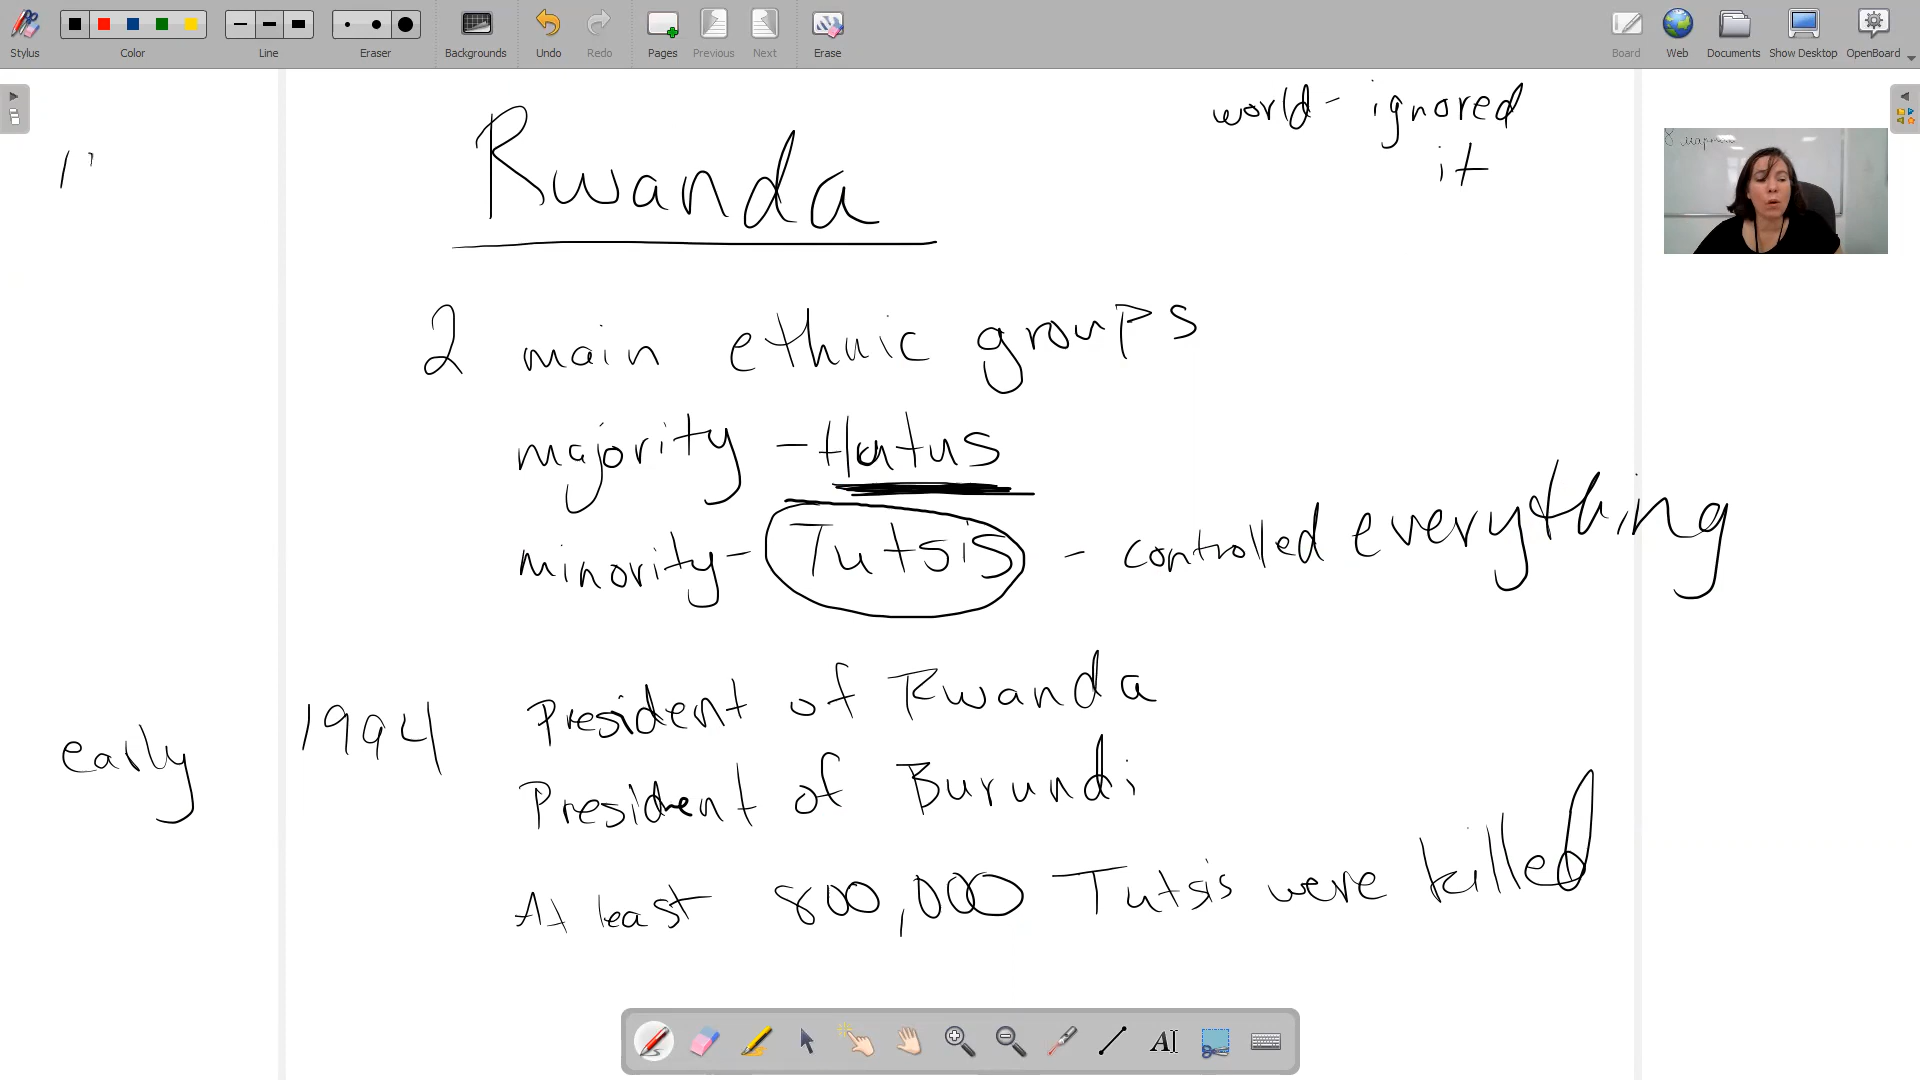 Stylus
Color
Line
Eraser
Backgrounds
Undo
Redo
Pages
Previous
Next
Erase
Board
Web
Documents
Show Desktop
OpenBoard
world - ignored
it
Rwanda
2 main ethnic groups
majority - Hutus
minority - Tutsis - controlled everything
early 1994 President of Rwanda
President of Burundi
At least 800,000 Tutsis were killed
AI